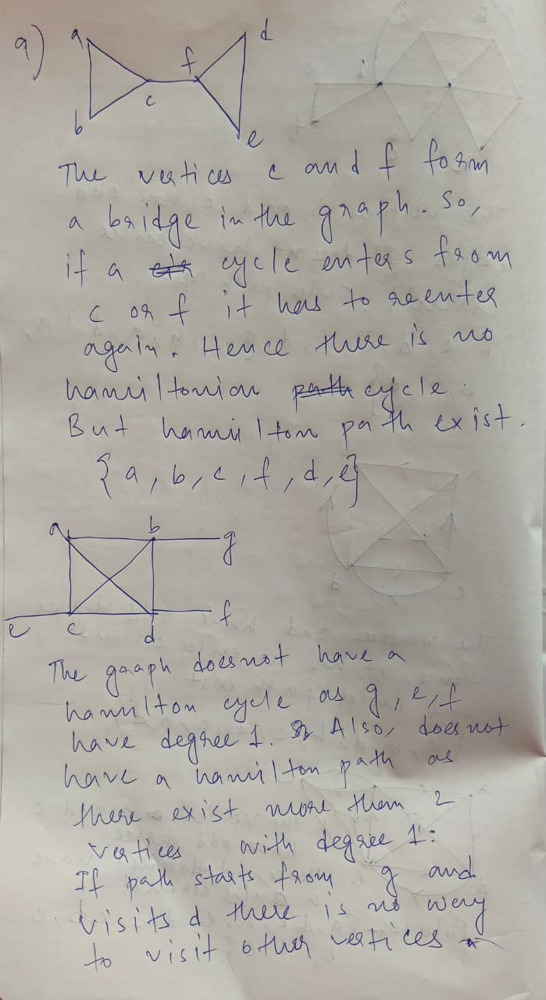 9)
a
d
f
c
b
e
The vertices c and f form
a bridge in the graph. So,
if a cycle enters from
c or f it has to reenter
again. Hence there is no
hamiltonian path cycle.
But hamilton path exist.
{a, b, c, f, d, e}
a
b
g
f
e
c
d
The graph does not have a
hamilton cycle as g, e, f
have degree 1. Also, does not
have a hamilton path as
there exist more than 2
vertices with degree 1:
If path starts from g and
visits d there is no way
to visit other vertices